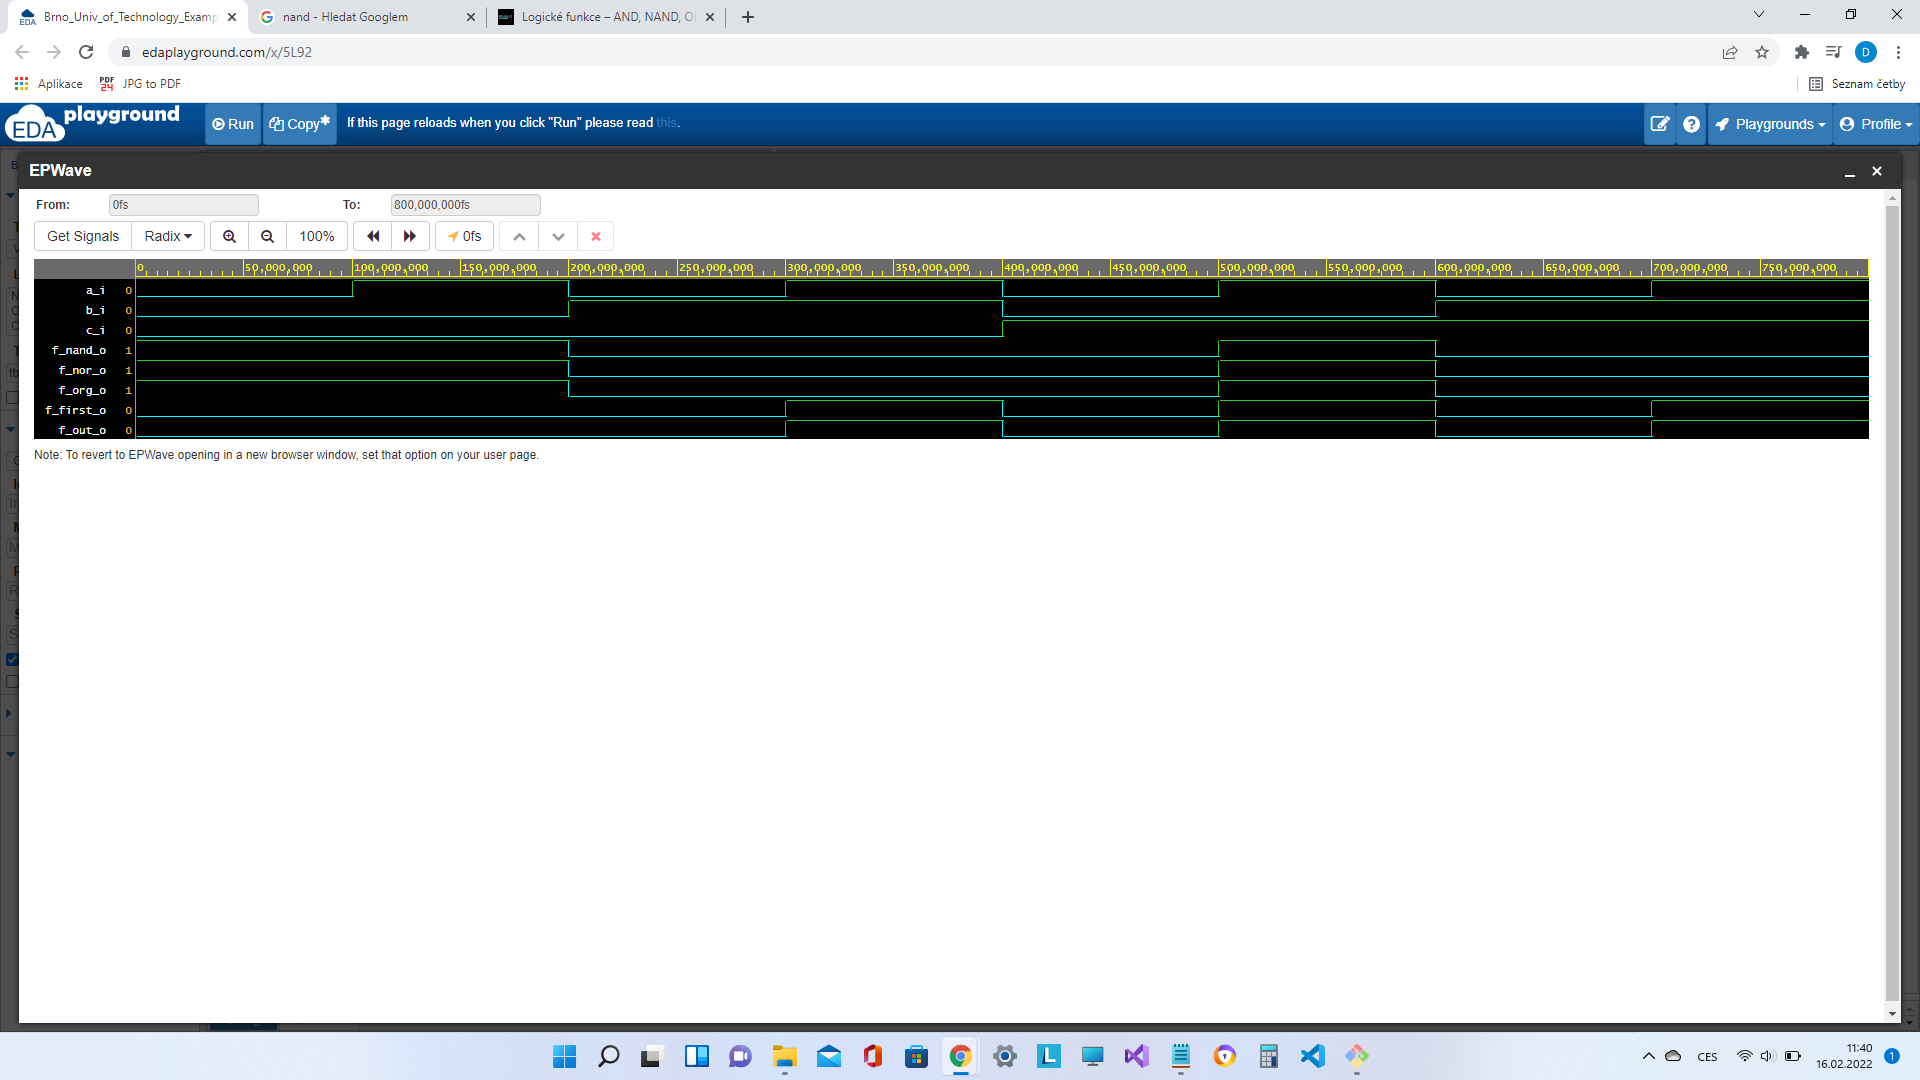 Brno_Univ_of_Technology_Examp
nand - Hledat Googlem
Logické funkce – AND, NAND, O
edaplayground.com/x/5L92
D
Aplikace
JPG to PDF
Seznam četby
EDA playground
Run
Copy*
If this page reloads when you click "Run" please read this.
Playgrounds
Profile
EPWave
From:
0fs
To:
800,000,000fs
Get Signals
Radix
100%
0fs
0 50,000,000 100,000,000 150,000,000 200,000,000 250,000,000 300,000,000 350,000,000 400,000,000 450,000,000 500,000,000 550,000,000 600,000,000 650,000,000 700,000,000 750,000,000
a_i 0
b_i 0
c_i 0
f_nand_o 1
f_nor_o 1
f_org_o 1
f_first_o 0
f_out_o 0
Note: To revert to EPWave opening in a new browser window, set that option on your user page.
CES
11:40
16.02.2022
1